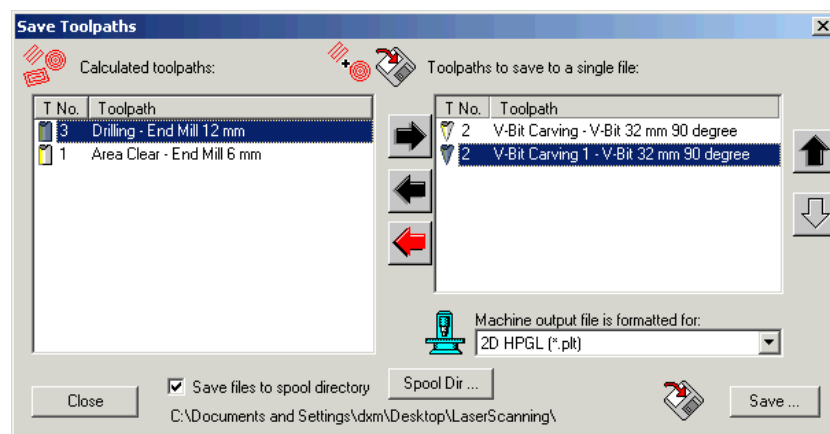 Save Toolpaths
Calculated toolpaths:
Toolpaths to save to a single file:
T No. Toolpath
3 Drilling - End Mill 12 mm
1 Area Clear - End Mill 6 mm
T No. Toolpath
2 V-Bit Carving - V-Bit 32 mm 90 degree
2 V-Bit Carving 1 - V-Bit 32 mm 90 degree
Machine output file is formatted for:
2D HPGL (*.plt)
Close
Save files to spool directory
Spool Dir ...
C:\Documents and Settings\dxm\Desktop\LaserScanning\
Save ...